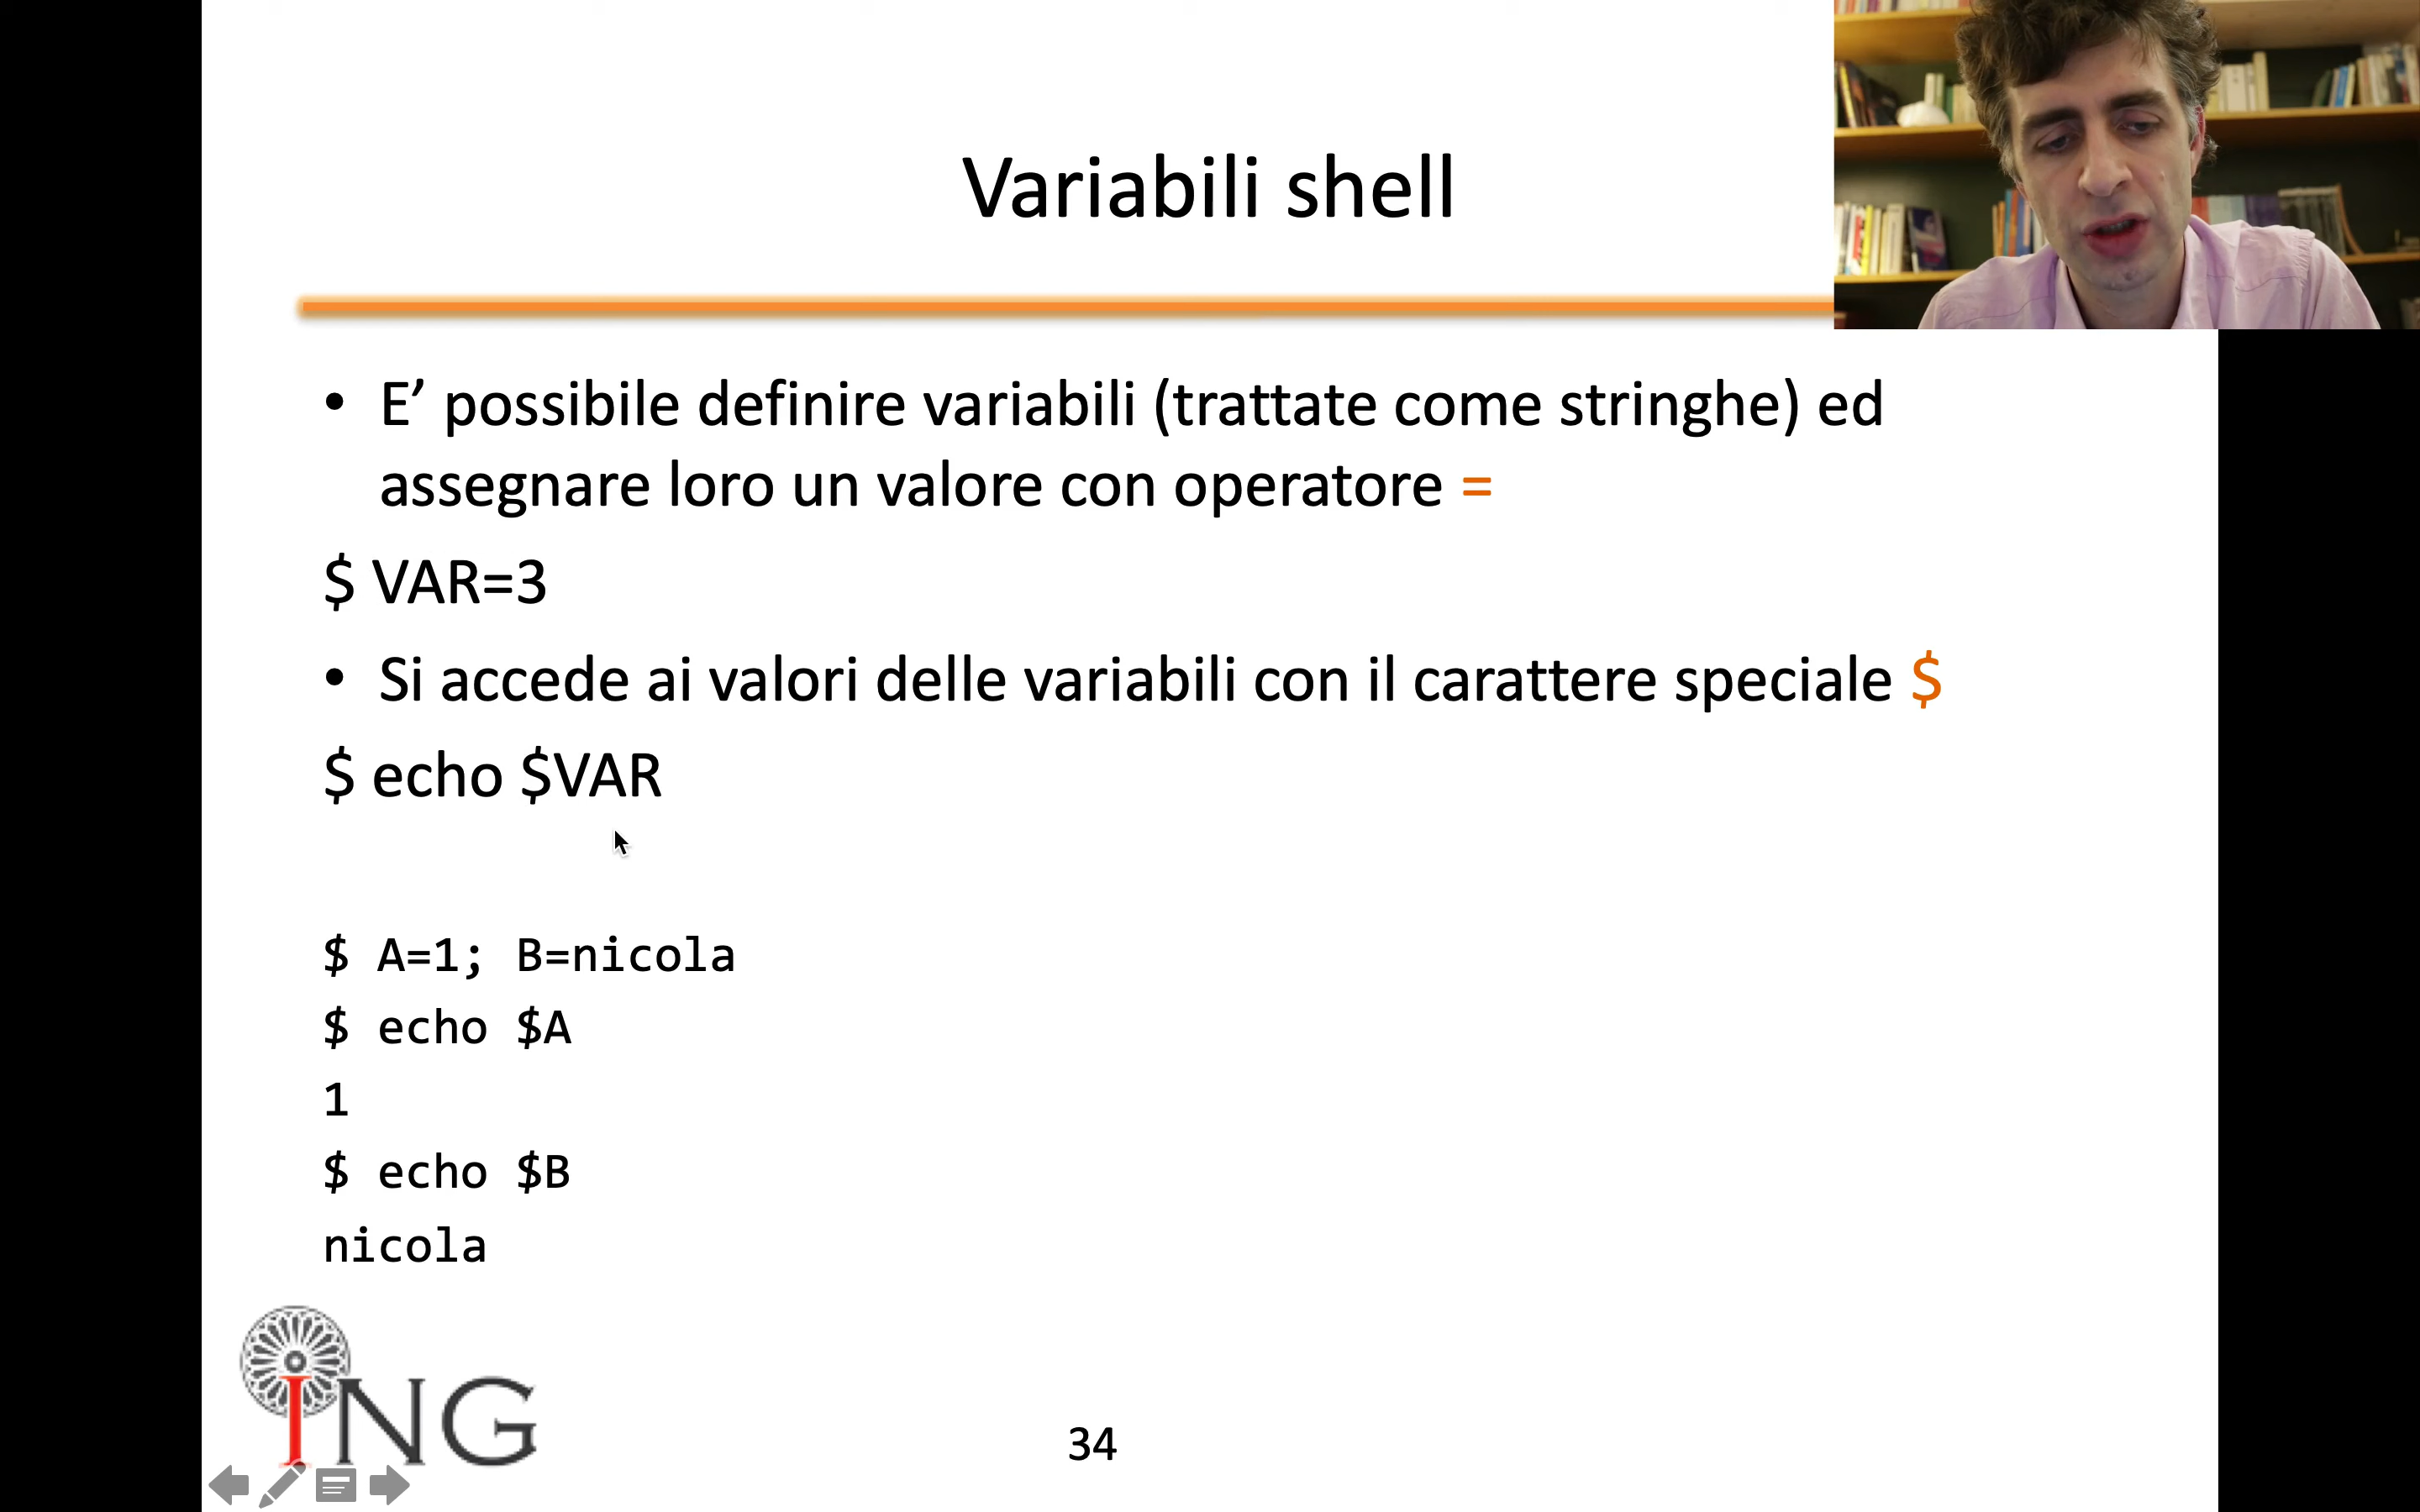 Variabili shell
• E’ possibile definire variabili (trattate come stringhe) ed
assegnare loro un valore con operatore =
$ VAR=3
• Si accede ai valori delle variabili con il carattere speciale $
$ echo $VAR
$ A=1; B=nicola
$ echo $A
1
$ echo $B
nicola
ING
34